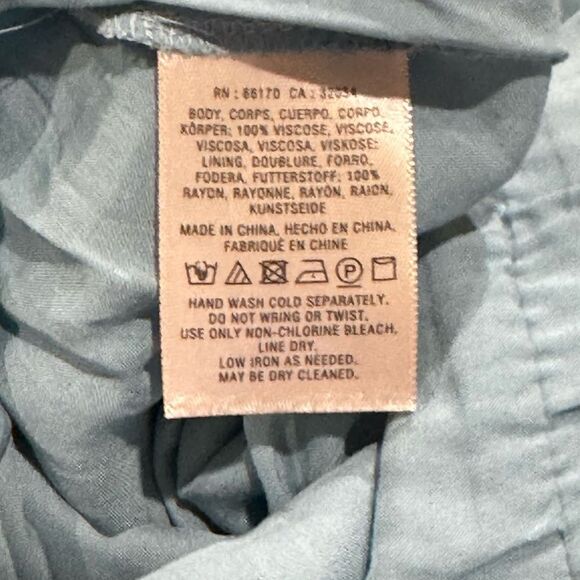 RN : 66170 CA : 32034
BODY, CORPS, CUERPO, CORPO,
KÖRPER: 100% VISCOSE, VISCOSE,
VISCOSA, VISCOSA, VISKOSE;
LINING, DOUBLURE, FORRO,
FODERA, FUTTERSTOFF: 100%
RAYON, RAYONNE, RAYON, RAION,
KUNSTSEIDE
MADE IN CHINA, HECHO EN CHINA,
FABRIQUÉ EN CHINE
P
HAND WASH COLD SEPARATELY.
DO NOT WRING OR TWIST.
USE ONLY NON-CHLORINE BLEACH.
LINE DRY.
LOW IRON AS NEEDED.
MAY BE DRY CLEANED.